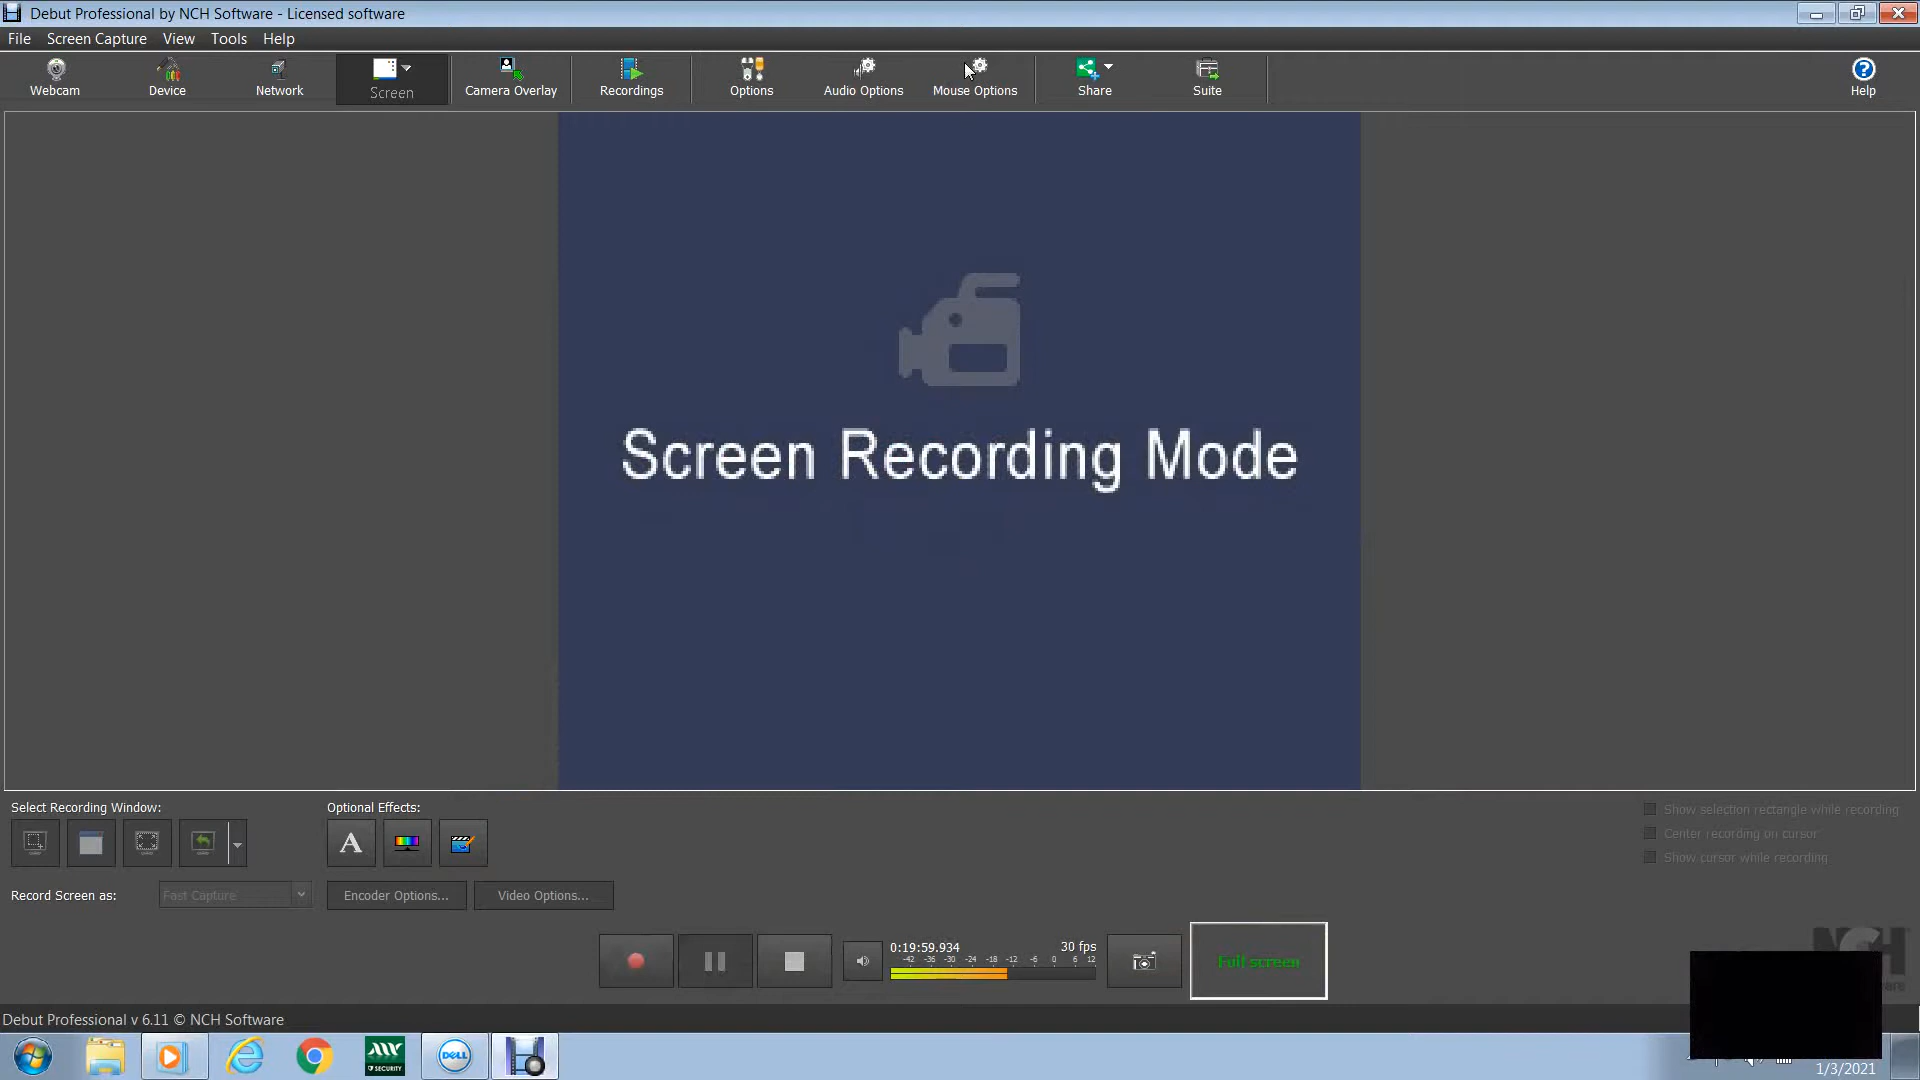 Debut Professional by NCH Software - Licensed software
File Screen Capture View Tools Help
Webcam Device Network Screen Camera Overlay Recordings Options Audio Options Mouse Options Share Suite Help
Screen Recording Mode
Select Recording Window: Optional Effects:
Show selection rectangle while recording
Center recording on cursor
Show cursor while recording
A
Record Screen as: Fast Capture Encoder Options... Video Options...
0:19:59.934 30 fps
-42 -36 -30 -24 -18 -12 -6 0 6 12
Full screen
NCH
Debut Professional v 6.11 © NCH Software
SECURITY
DELL
1/3/2021